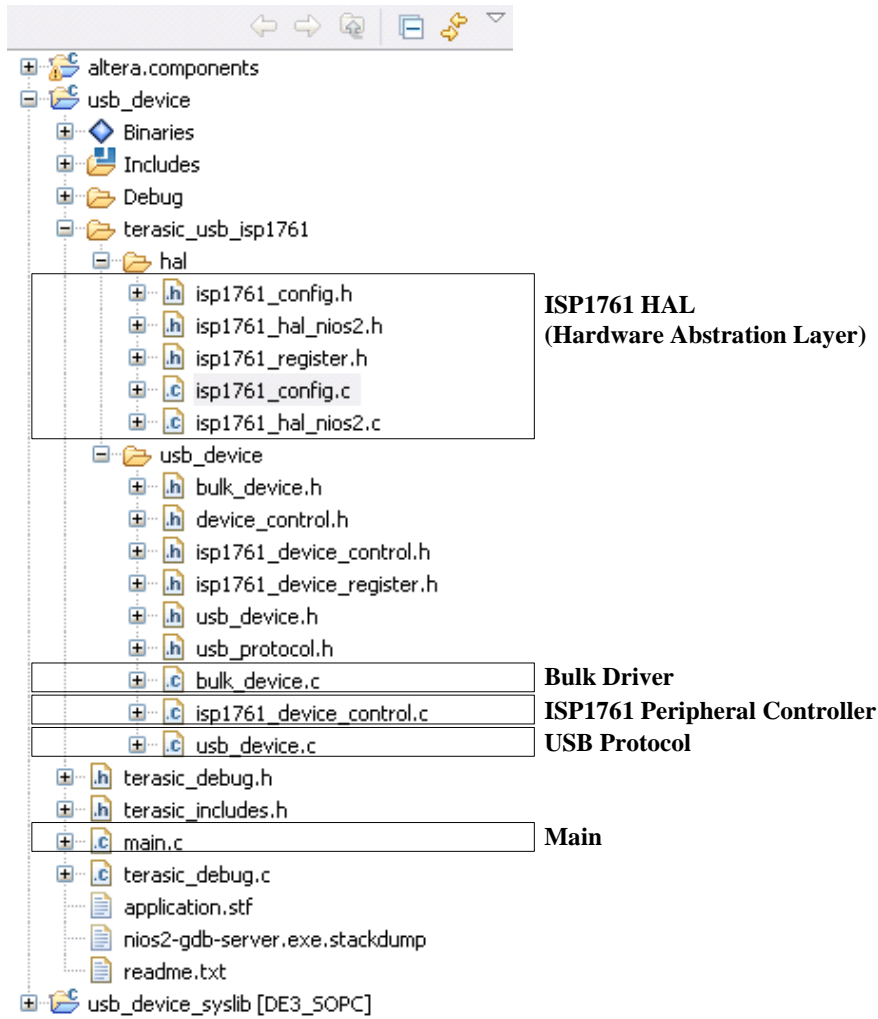 altera.components
usb_device
Binaries
Includes
Debug
terasic_usb_isp1761
hal
isp1761_config.h
isp1761_hal_nios2.h
isp1761_register.h
isp1761_config.c
isp1761_hal_nios2.c
ISP1761 HAL
(Hardware Abstration Layer)
usb_device
bulk_device.h
device_control.h
isp1761_device_control.h
isp1761_device_register.h
usb_device.h
usb_protocol.h
bulk_device.c Bulk Driver
isp1761_device_control.c ISP1761 Peripheral Controller
usb_device.c USB Protocol
terasic_debug.h
terasic_includes.h
main.c Main
terasic_debug.c
application.stf
nios2-gdb-server.exe.stackdump
readme.txt
usb_device_syslib [DE3_SOPC]